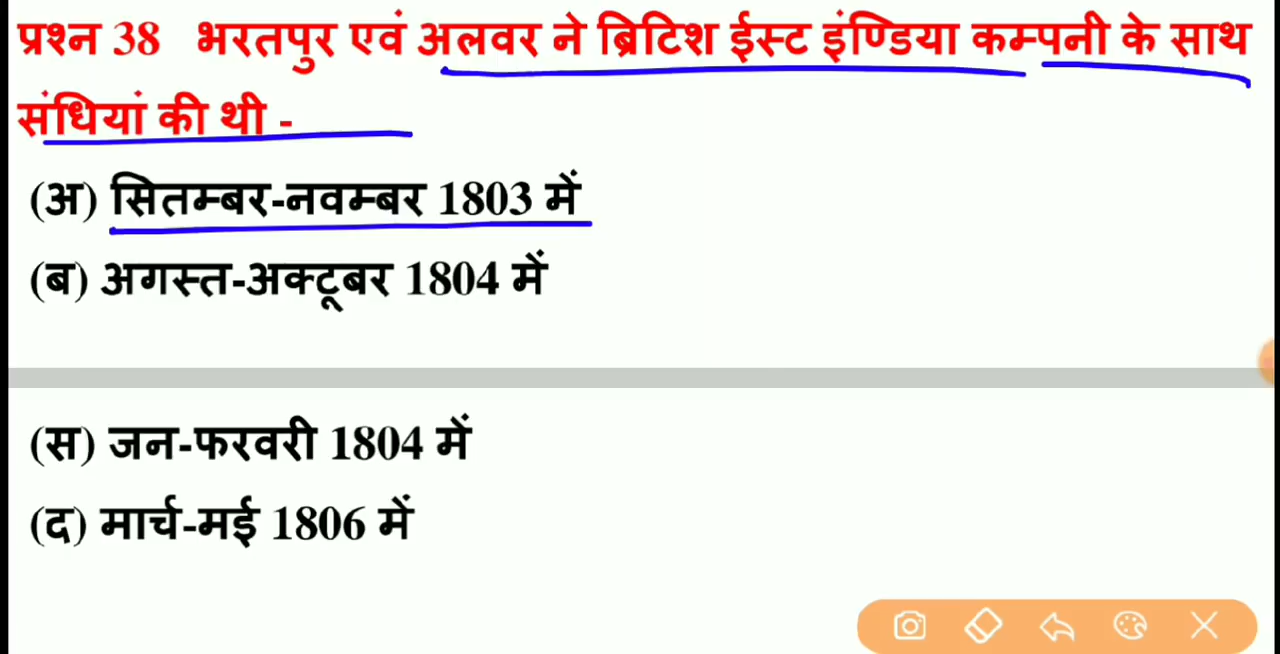 प्रश्न 38 भरतपुर एवं अलवर ने ब्रिटिश ईस्ट इंण्डिया कम्पनी के साथ
संधियां की थी -
(अ) सितम्बर-नवम्बर 1803 में
(ब) अगस्त-अक्टूबर 1804 में
(स) जन-फरवरी 1804 में
(द) मार्च-मई 1806 में